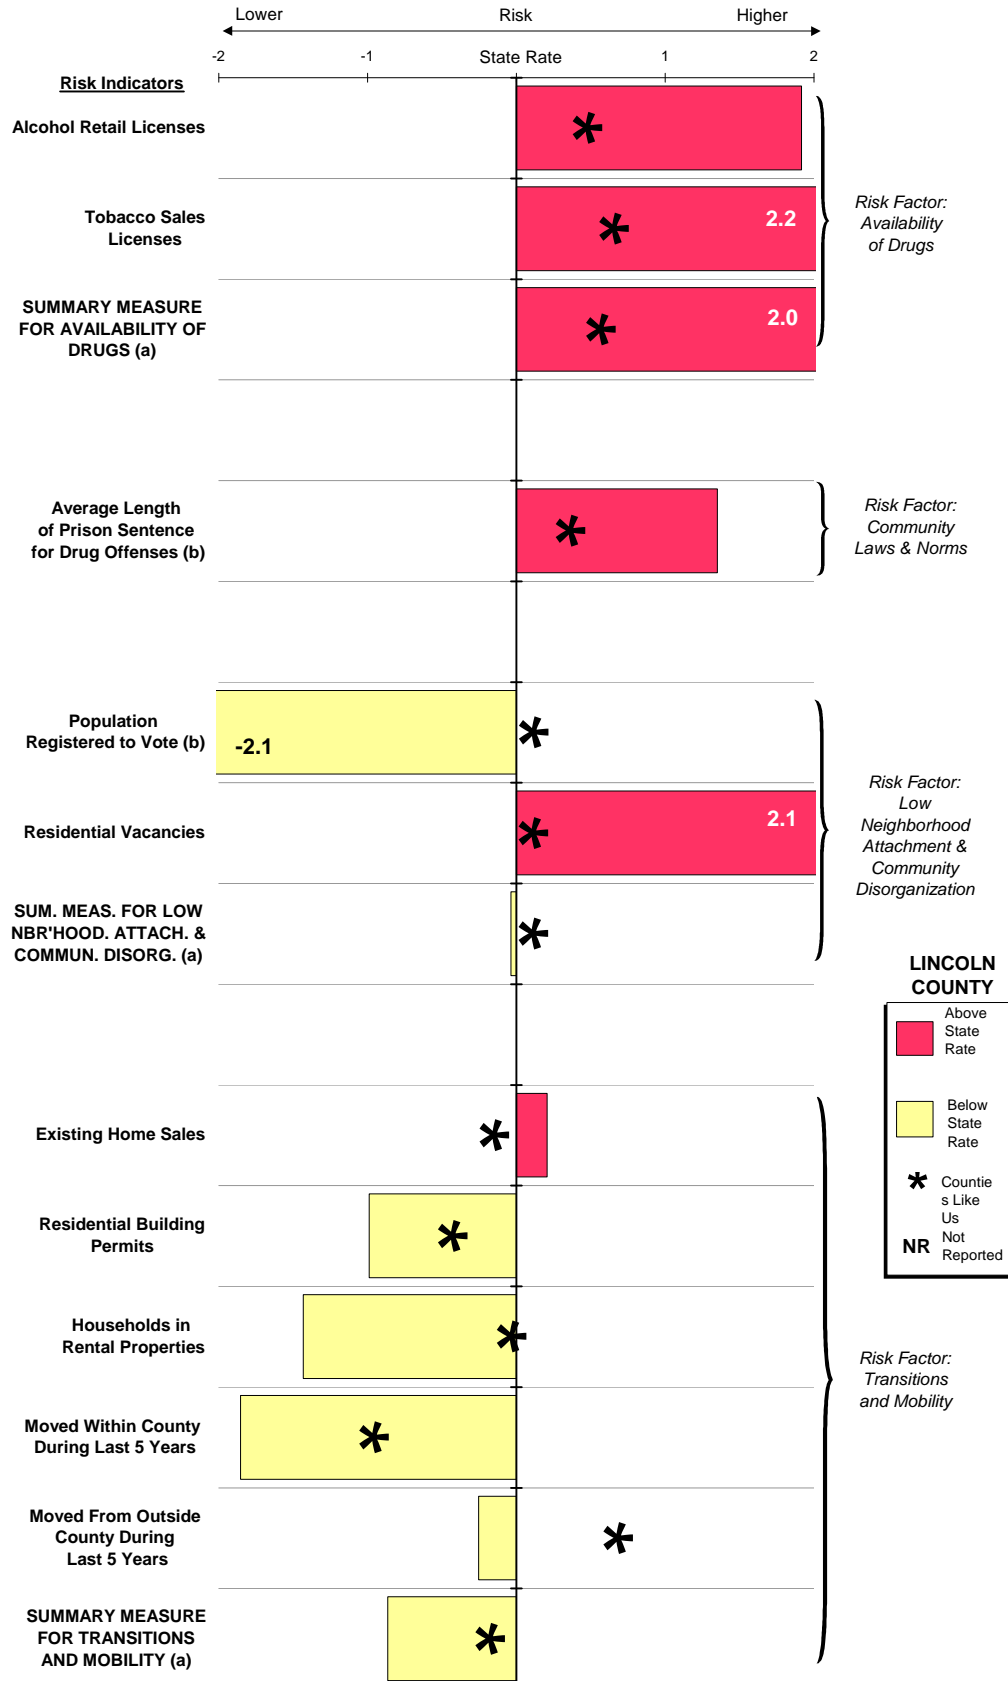 Lower Risk Higher
-2 -1 State Rate 1 2
Risk Indicators
Alcohol Retail Licenses
Tobacco Sales
Licenses
2.2
Risk Factor:
Availability
of Drugs
SUMMARY MEASURE
FOR AVAILABILITY OF
DRUGS (a)
2.0
Average Length
of Prison Sentence
for Drug Offenses (b)
Risk Factor:
Community
Laws & Norms
Population
Registered to Vote (b)
-2.1
Residential Vacancies
2.1
Risk Factor:
Low
Neighborhood
Attachment &
Community
Disorganization
SUM. MEAS. FOR LOW
NBR'HOOD. ATTACH. &
COMMUN. DISORG. (a)
LINCOLN
COUNTY
Above
State
Rate
Below
State
Rate
* Countie
s Like
Us
NR Not
Reported
Existing Home Sales
Residential Building
Permits
Households in
Rental Properties
Moved Within County
During Last 5 Years
Moved From Outside
County During
Last 5 Years
SUMMARY MEASURE
FOR TRANSITIONS
AND MOBILITY (a)
Risk Factor:
Transitions
and Mobility